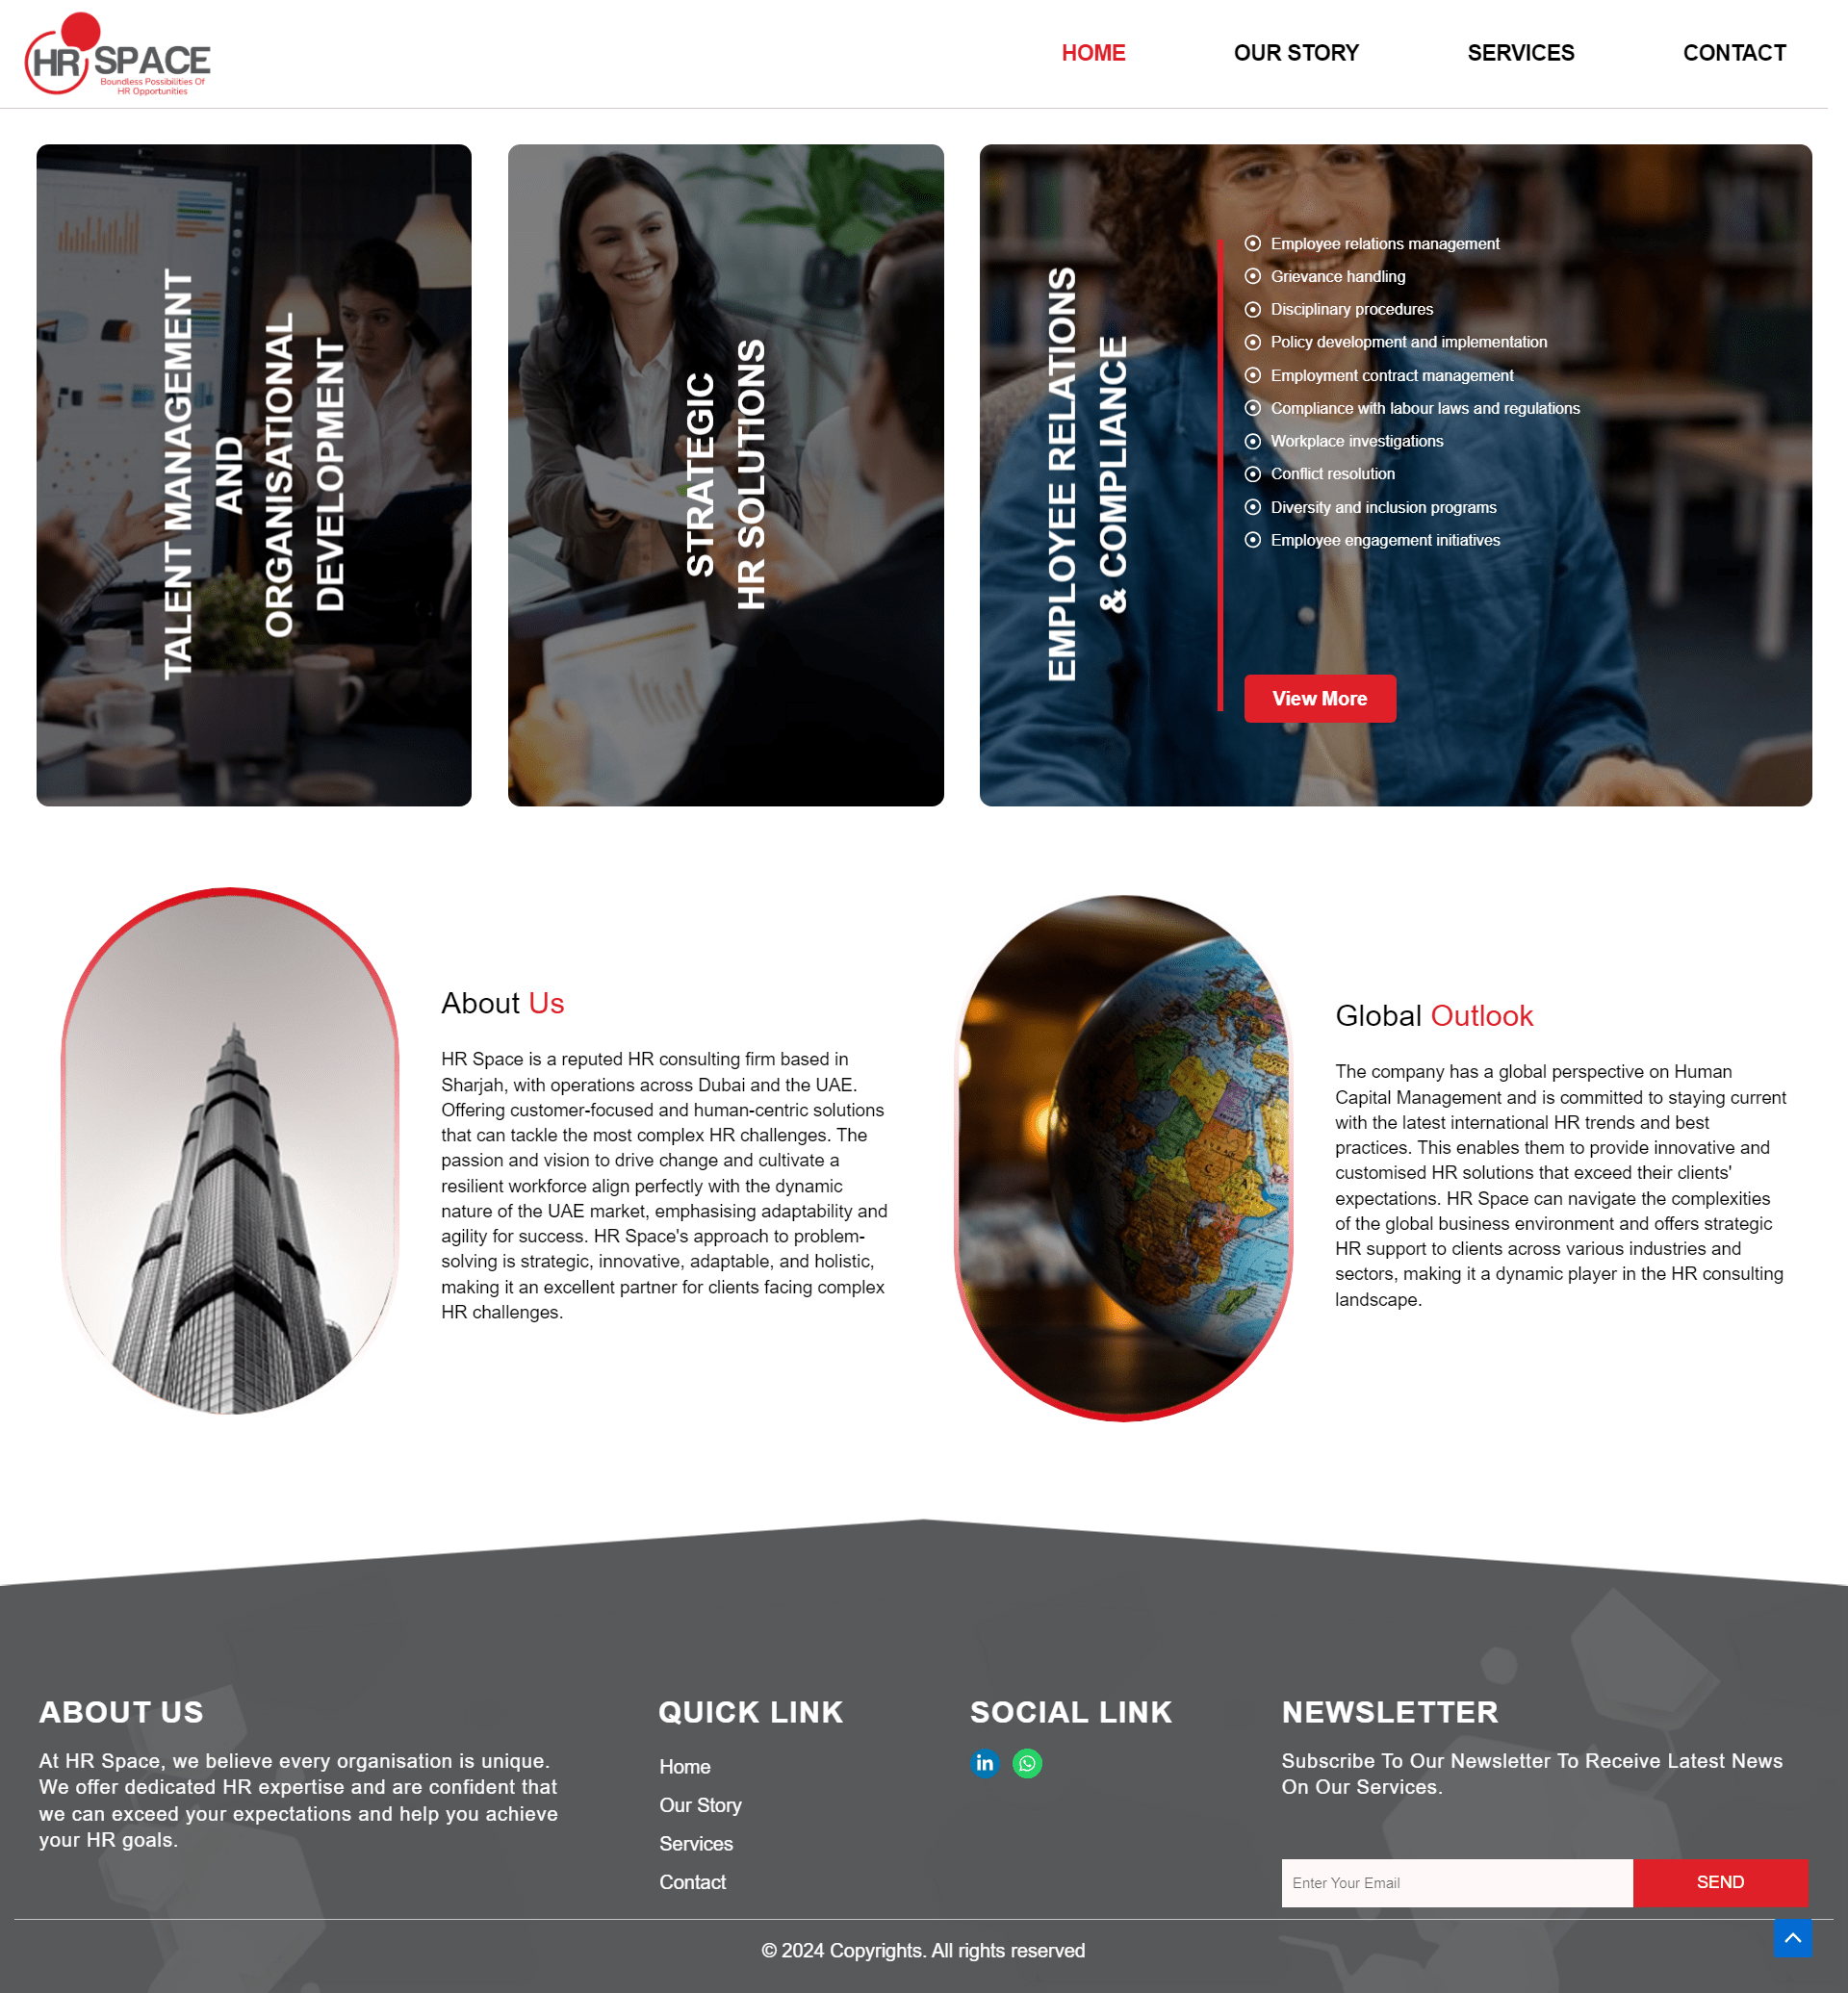 HR SPACE
Boundless Possibilities Of
HR Opportunities
HOME
OUR STORY
SERVICES
CONTACT
TALENT MANAGEMENT
AND
ORGANISATIONAL
DEVELOPMENT
STRATEGIC
HR SOLUTIONS
EMPLOYEE RELATIONS
& COMPLIANCE
Employee relations management
Grievance handling
Disciplinary procedures
Policy development and implementation
Employment contract management
Compliance with labour laws and regulations
Workplace investigations
Conflict resolution
Diversity and inclusion programs
Employee engagement initiatives
View More
About Us
HR Space is a reputed HR consulting firm based in
Sharjah, with operations across Dubai and the UAE.
Offering customer-focused and human-centric solutions
that can tackle the most complex HR challenges. The
passion and vision to drive change and cultivate a
resilient workforce align perfectly with the dynamic
nature of the UAE market, emphasising adaptability and
agility for success. HR Space's approach to problem-
solving is strategic, innovative, adaptable, and holistic,
making it an excellent partner for clients facing complex
HR challenges.
Global Outlook
The company has a global perspective on Human
Capital Management and is committed to staying current
with the latest international HR trends and best
practices. This enables them to provide innovative and
customised HR solutions that exceed their clients'
expectations. HR Space can navigate the complexities
of the global business environment and offers strategic
HR support to clients across various industries and
sectors, making it a dynamic player in the HR consulting
landscape.
ABOUT US
At HR Space, we believe every organisation is unique.
We offer dedicated HR expertise and are confident that
we can exceed your expectations and help you achieve
your HR goals.
QUICK LINK
Home
Our Story
Services
Contact
SOCIAL LINK
in
NEWSLETTER
Subscribe To Our Newsletter To Receive Latest News
On Our Services.
Enter Your Email
SEND
© 2024 Copyrights. All rights reserved